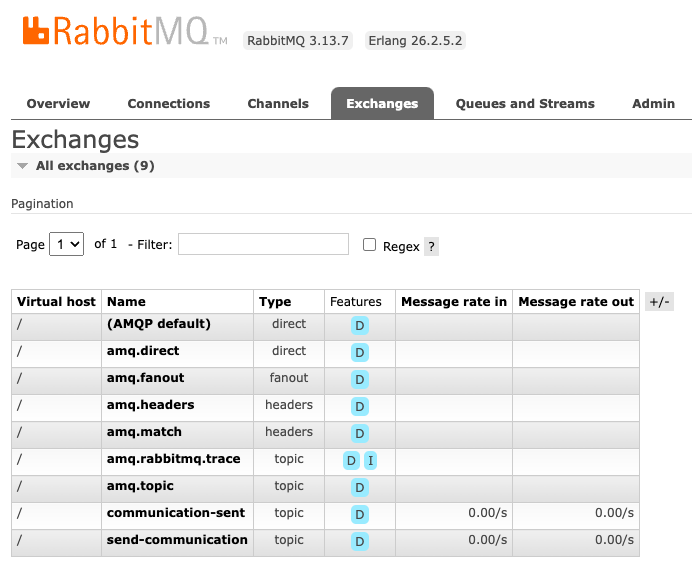 RabbitMQ TM RabbitMQ 3.13.7 Erlang 26.2.5.2
Overview Connections Channels Exchanges Queues and Streams Admin
Exchanges
All exchanges (9)
Pagination
Page 1 of 1 - Filter: Regex ?
Virtual host Name Type Features Message rate in Message rate out +/-
/ (AMQP default) direct D
/ amq.direct direct D
/ amq.fanout fanout D
/ amq.headers headers D
/ amq.match headers D
/ amq.rabbitmq.trace topic D I
/ amq.topic topic D
/ communication-sent topic D 0.00/s 0.00/s
/ send-communication topic D 0.00/s 0.00/s